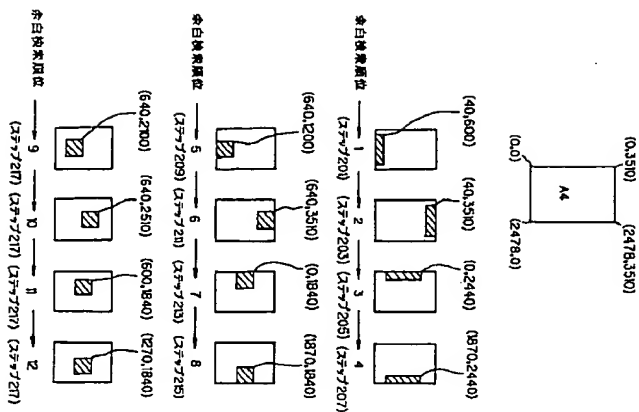 (0,3510) (2478,3510)
A4
(0.0) (2478,0)
(40,600) (40,3510) (0,2440) (1870,2440)
余白検索順位 1 2 3 4
(ステップ201) (ステップ203) (ステップ205) (ステップ207)
(640,1200) (640,3510) (0,1840) (1870,1840)
余白検索順位 5 6 7 8
(ステップ209) (ステップ211) (ステップ213) (ステップ215)
(640,2100) (640,2510) (600,1840) (1270,1840)
余白検索順位 9 10 11 12
(ステップ217) (ステップ217) (ステップ217) (ステップ217)